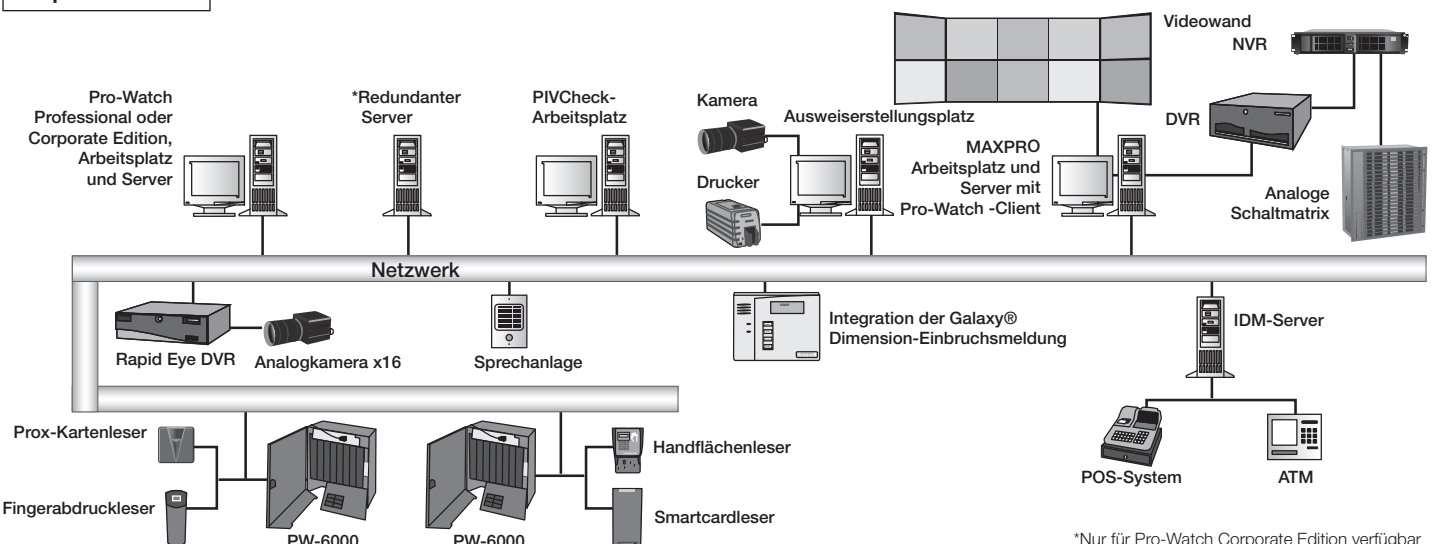 Videowand
NVR
Pro-Watch
Professional oder
Corporate Edition,
Arbeitsplatz
und Server
*Redundanter
Server
PIVCheck-
Arbeitsplatz
Kamera
Ausweiserstellungsplatz
Drucker
MAXPRO
Arbeitsplatz und
Server mit
Pro-Watch -Client
DVR
Analoge
Schaltmatrix
Netzwerk
Rapid Eye DVR
Analogkamera x16
Sprechanlage
Integration der Galaxy®
Dimension-Einbruchsmeldung
IDM-Server
Prox-Kartenleser
Fingerabdruckleser
PW-6000
PW-6000
Handflächenleser
Smartcardleser
POS-System
ATM
*Nur für Pro-Watch Corporate Edition verfügbar